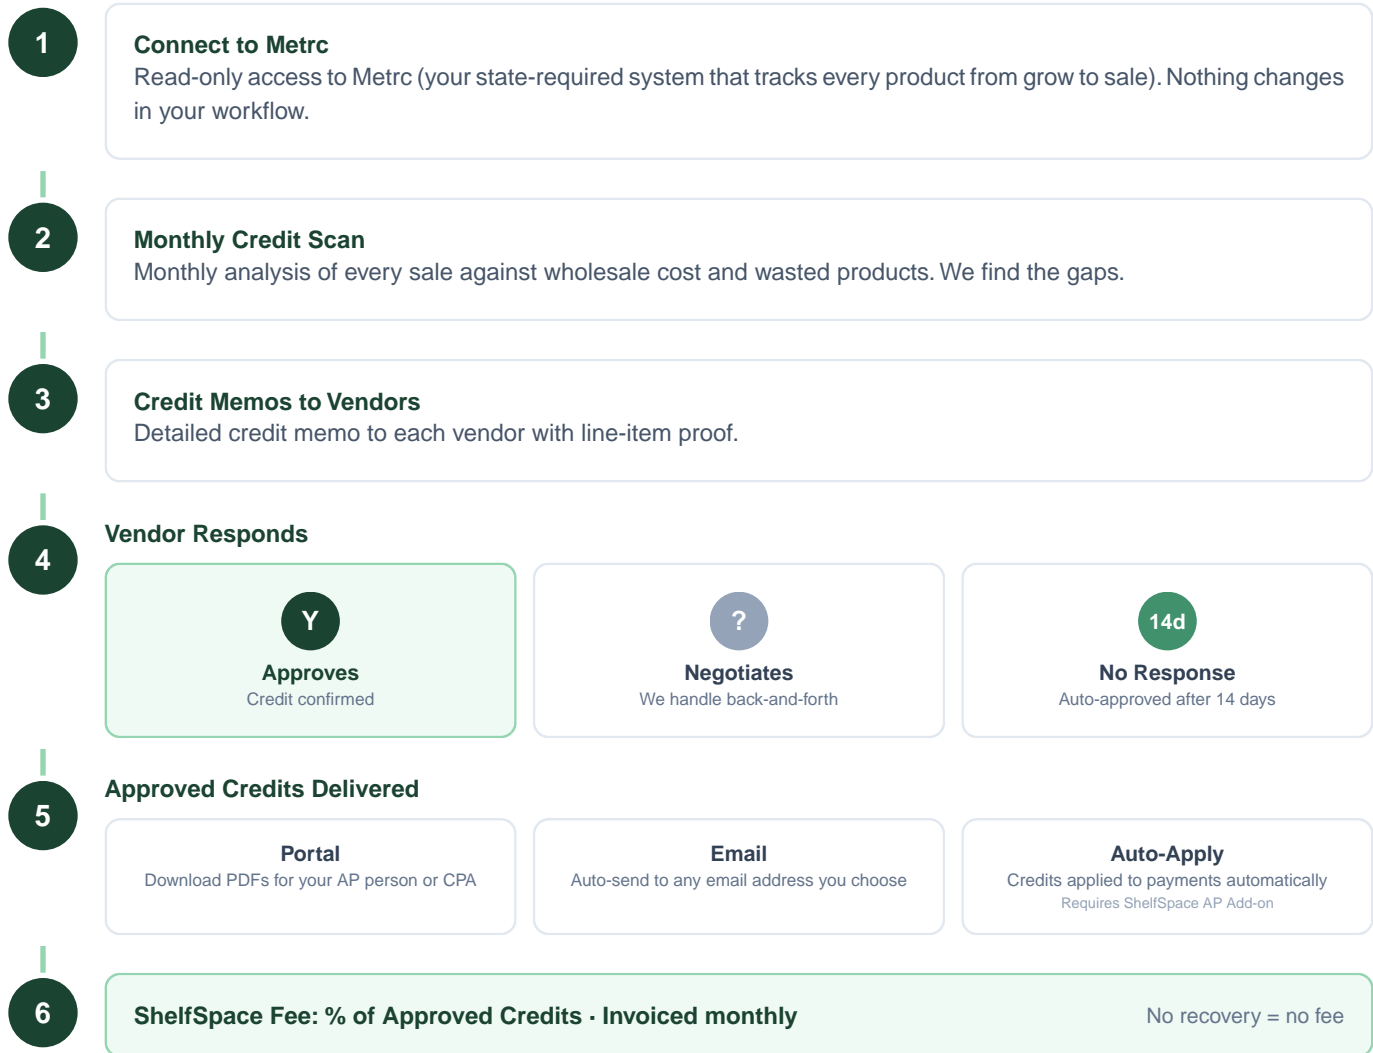 1
Connect to Metrc
Read-only access to Metrc (your state-required system that tracks every product from grow to sale). Nothing changes
in your workflow.
2
Monthly Credit Scan
Monthly analysis of every sale against wholesale cost and wasted products. We find the gaps.
3
Credit Memos to Vendors
Detailed credit memo to each vendor with line-item proof.
4
Vendor Responds
Y
Approves
Credit confirmed
?
Negotiates
We handle back-and-forth
14d
No Response
Auto-approved after 14 days
5
Approved Credits Delivered
Portal
Download PDFs for your AP person or CPA
Email
Auto-send to any email address you choose
Auto-Apply
Credits applied to payments automatically
Requires ShelfSpace AP Add-on
6
ShelfSpace Fee: % of Approved Credits · Invoiced monthly
No recovery = no fee